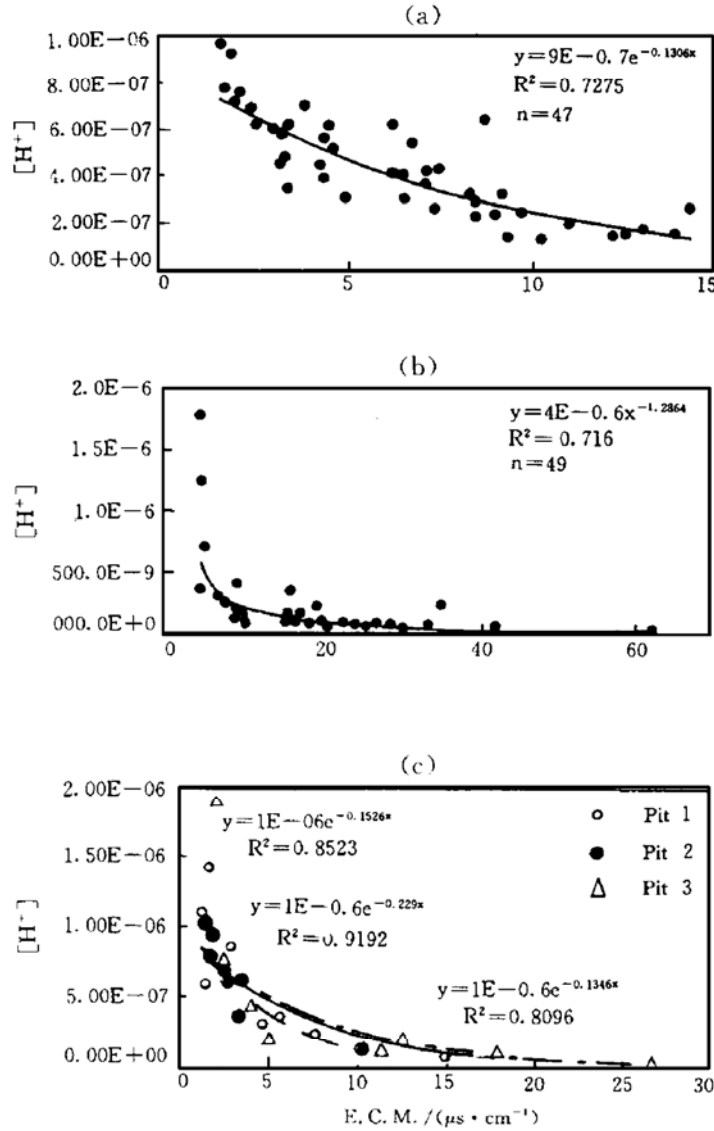 (a)
1.00E-06
8.00E-07
6.00E-07
4.00E-07
2.00E-07
0.00E+00
[H⁺]
y=9E-0.7e^-0.1306x
R²=0.7275
n=47
0 5 10 15
(b)
2.0E-6
1.5E-6
1.0E-6
500.0E-9
000.0E+0
[H⁺]
y=4E-0.6x^-1.2864
R²=0.716
n=49
0 20 40 60
(c)
2.00E-06
1.50E-06
1.00E-06
5.00E-07
0.00E+00
[H⁺]
y=1E-06e^-0.1526x
R²=0.8523
y=1E-0.6e^-0.229x
R²=0.9192
y=1E-0.6e^-0.1346x
R²=0.8096
Pit 1
Pit 2
Pit 3
0 5 10 15 20 25 30
E.C.M./(μs·cm⁻¹)